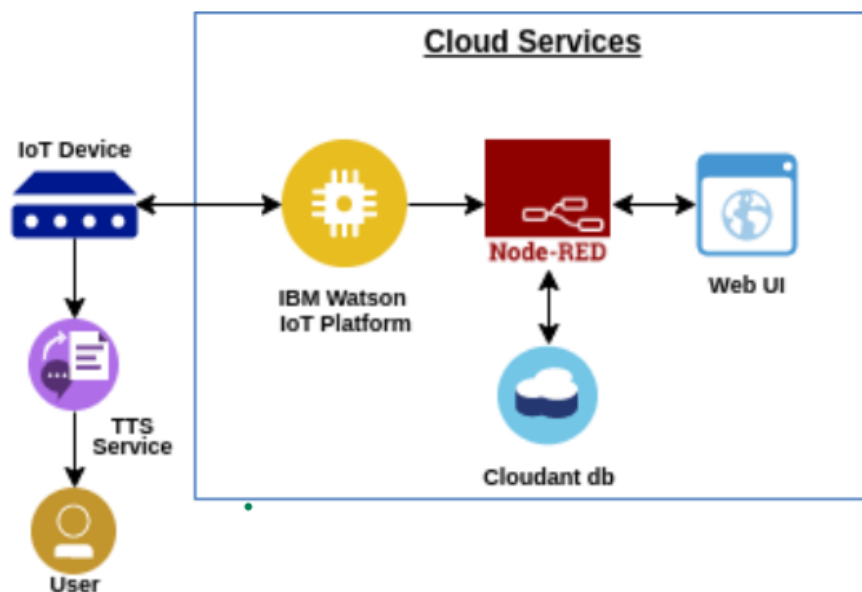 Cloud Services
IoT Device
IBM Watson
IoT Platform
Node-RED
Web UI
TTS
Service
Cloudant db
User